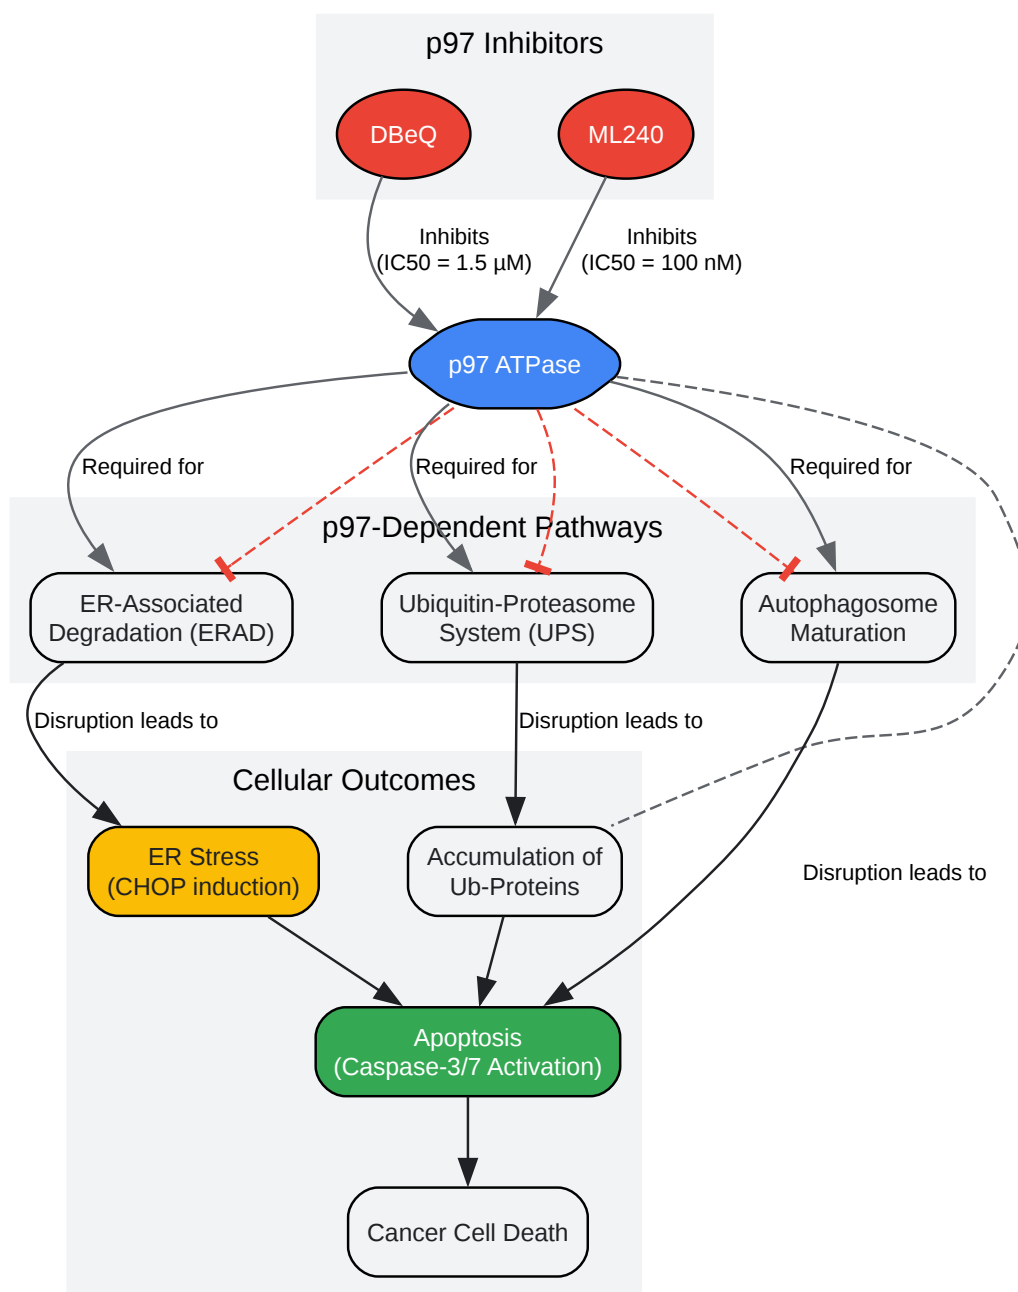 p97 Inhibitors
DBeQ
ML240
Inhibits
(IC50 = 1.5 µM)
Inhibits
(IC50 = 100 nM)
p97 ATPase
Required for
Required for
Required for
p97-Dependent Pathways
ER-Associated
Degradation (ERAD)
Ubiquitin-Proteasome
System (UPS)
Autophagosome
Maturation
Disruption leads to
Disruption leads to
Cellular Outcomes
ER Stress
(CHOP induction)
Accumulation of
Ub-Proteins
Disruption leads to
Apoptosis
(Caspase-3/7 Activation)
Cancer Cell Death